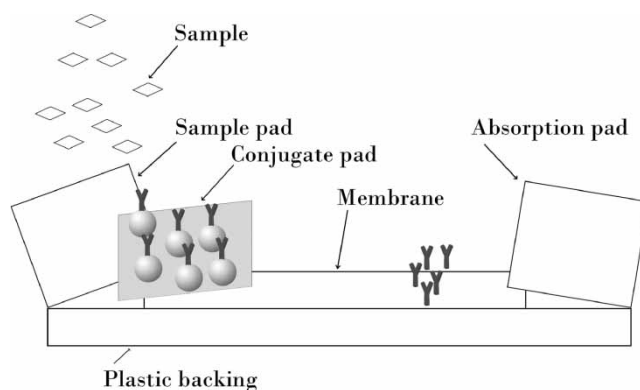 Sample
Sample pad
Conjugate pad
Absorption pad
Membrane
Plastic backing